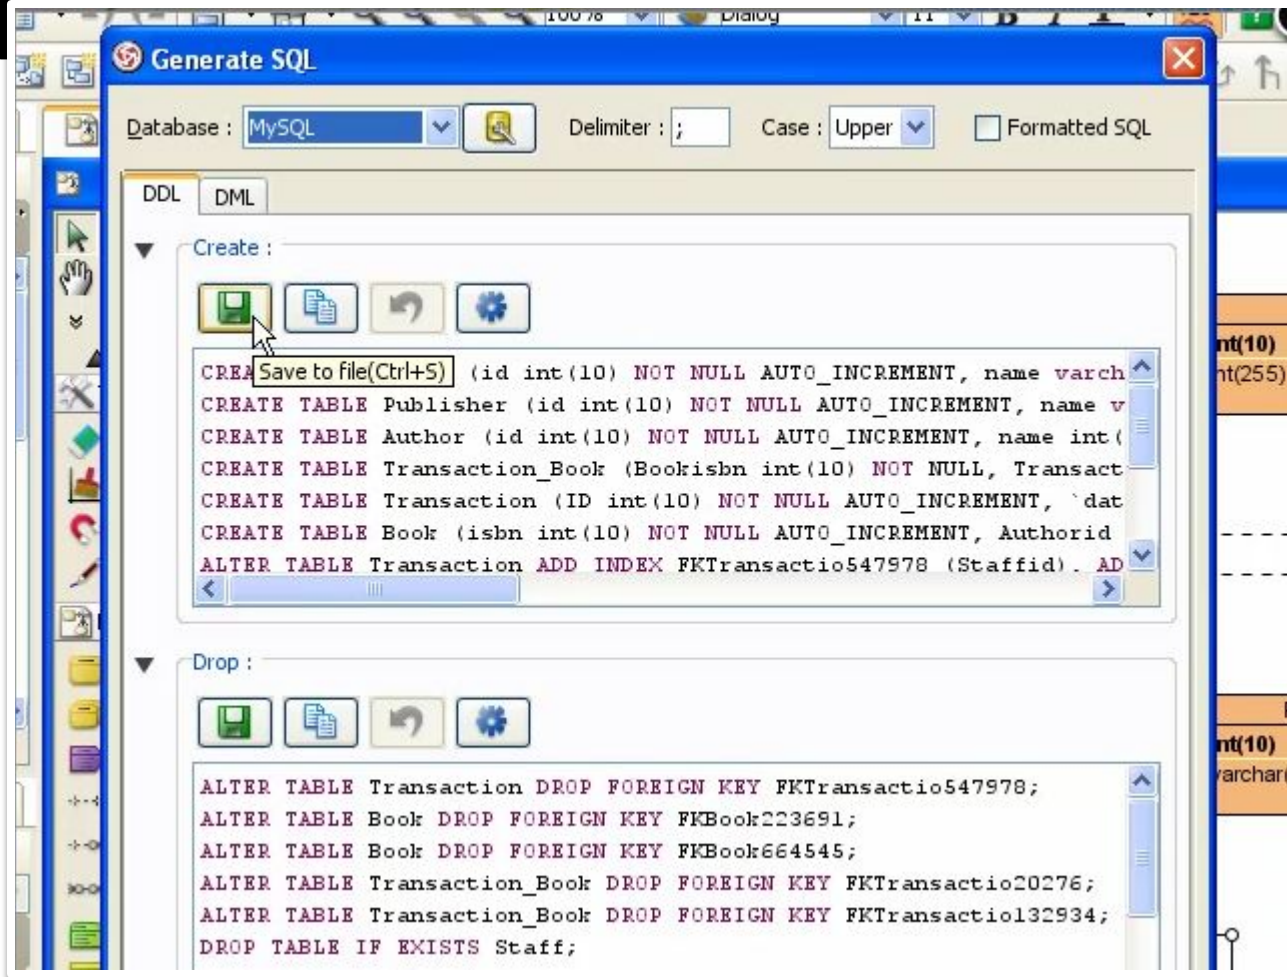 100% Dialog 11 B I
Generate SQL
Database : MySQL Delimiter : ; Case : Upper Formatted SQL
DDL DML
Create :
Save to file(Ctrl+S)
CREA (id int(10) NOT NULL AUTO_INCREMENT, name varch
CREATE TABLE Publisher (id int(10) NOT NULL AUTO_INCREMENT, name v
CREATE TABLE Author (id int(10) NOT NULL AUTO_INCREMENT, name int(
CREATE TABLE Transaction_Book (Bookisbn int(10) NOT NULL, Transact
CREATE TABLE Transaction (ID int(10) NOT NULL AUTO_INCREMENT, `dat
CREATE TABLE Book (isbn int(10) NOT NULL AUTO_INCREMENT, Authorid
ALTER TABLE Transaction ADD INDEX FKTransactio547978 (Staffid), AD
nt(10)
nt(255)
Drop :
ALTER TABLE Transaction DROP FOREIGN KEY FKTransactio547978;
ALTER TABLE Book DROP FOREIGN KEY FKBook223691;
ALTER TABLE Book DROP FOREIGN KEY FKBook664545;
ALTER TABLE Transaction_Book DROP FOREIGN KEY FKTransactio20276;
ALTER TABLE Transaction_Book DROP FOREIGN KEY FKTransactio132934;
DROP TABLE IF EXISTS Staff;
nt(10)
varchar(